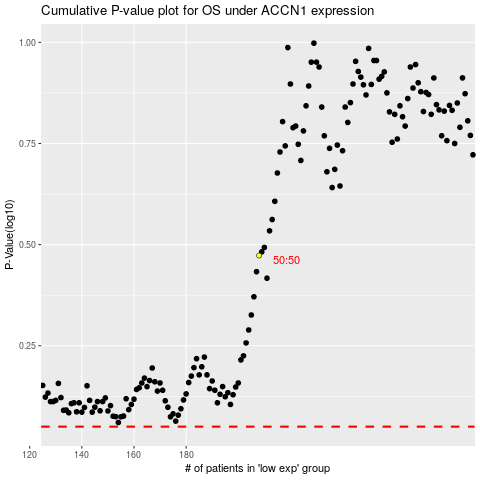 Cumulative P-value plot for OS under ACCN1 expression
1.00
0.75
0.50
0.25
P-Value(log10)
50:50
120 140 160 180
# of patients in 'low exp' group